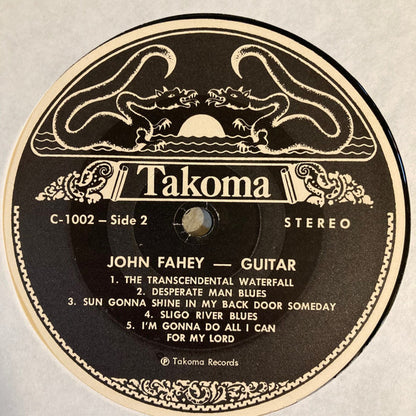 Takoma
C-1002 – Side 2 STEREO
JOHN FAHEY — GUITAR
1. THE TRANSCENDENTAL WATERFALL
2. DESPERATE MAN BLUES
3. SUN GONNA SHINE IN MY BACK DOOR SOMEDAY
4. SLIGO RIVER BLUES
5. I'M GONNA DO ALL I CAN
FOR MY LORD
℗ Takoma Records